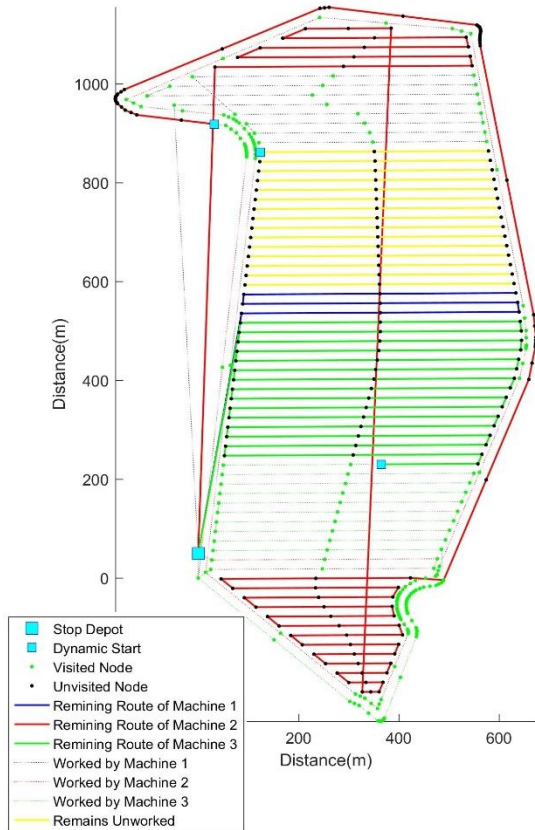 1000
800
600
400
200
0
Distance(m)
200
400
600
Distance(m)
Stop Depot
Dynamic Start
Visited Node
Unvisited Node
Remining Route of Machine 1
Remining Route of Machine 2
Remining Route of Machine 3
Worked by Machine 1
Worked by Machine 2
Worked by Machine 3
Remains Unworked